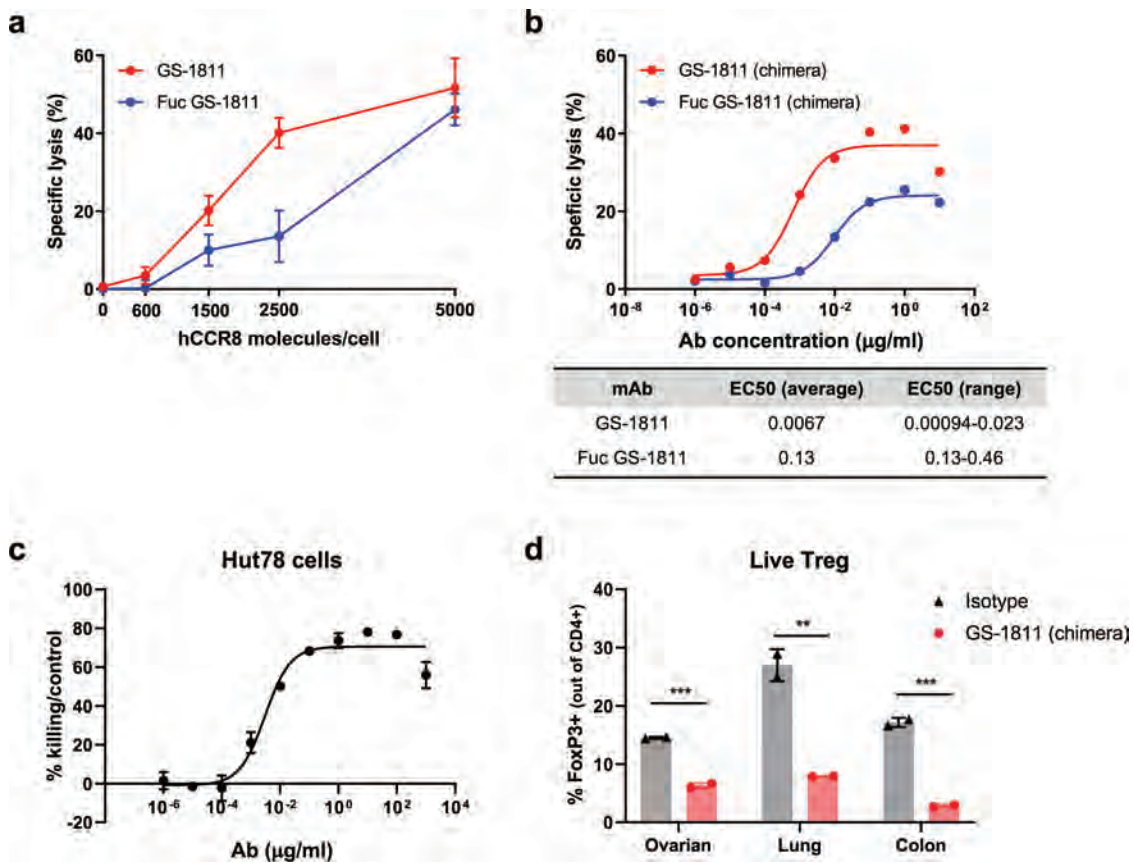 a
GS-1811
Fuc GS-1811
Specific lysis (%)
60
40
20
0
0 600 1500 2500 5000
hCCR8 molecules/cell
b
GS-1811 (chimera)
Fuc GS-1811 (chimera)
Speficic lysis (%)
60
40
20
0
10⁻⁸ 10⁻⁶ 10⁻⁴ 10⁻² 10⁰ 10²
Ab concentration (μg/ml)
mAb EC50 (average) EC50 (range)
GS-1811 0.0067 0.00094-0.023
Fuc GS-1811 0.13 0.13-0.46
c
Hut78 cells
% killing/control
100
80
60
40
20
0
-20
10⁻⁶ 10⁻⁴ 10⁻² 10⁰ 10² 10⁴
Ab (μg/ml)
d
Live Treg
Isotype
GS-1811 (chimera)
% FoxP3+ (out of CD4+)
40
30
20
10
0
***
**
***
Ovarian Lung Colon